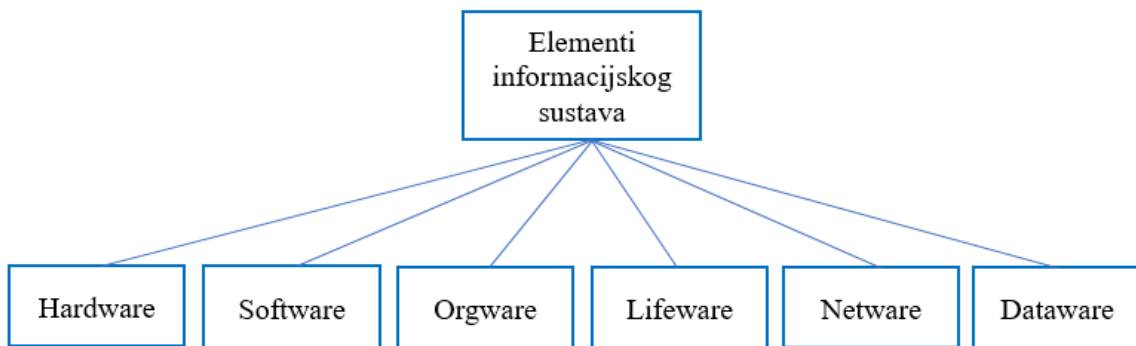 Elementi
informacijskog
sustava
Hardware
Software
Orgware
Lifeware
Netware
Dataware